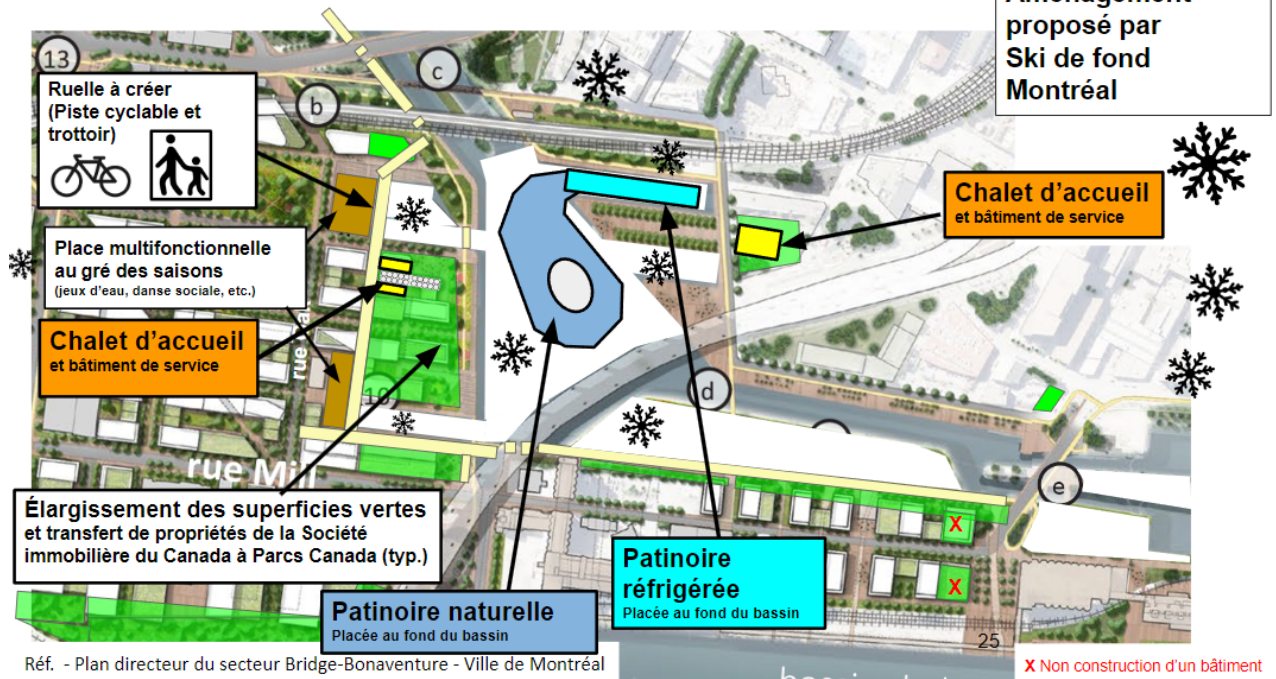 Aménagement
proposé par
Ski de fond
Montréal
13
c
b
Ruelle à créer
(Piste cyclable et
trottoir)
Chalet d'accueil
et bâtiment de service
Place multifonctionnelle
au gré des saisons
(jeux d'eau, danse sociale, etc.)
Chalet d'accueil
et bâtiment de service
rue
10
d
e
rue Mill
Élargissement des superficies vertes
et transfert de propriétés de la Société
immobilière du Canada à Parcs Canada (typ.)
X
X
Patinoire
réfrigérée
Placée au fond du bassin
Patinoire naturelle
Placée au fond du bassin
25
Réf. - Plan directeur du secteur Bridge-Bonaventure - Ville de Montréal
X Non construction d'un bâtiment